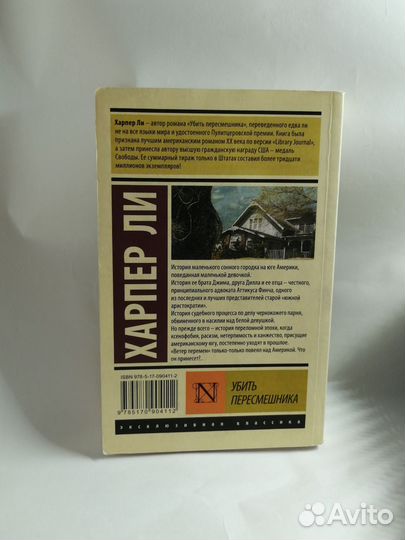 Харпер Ли – автор романа «Убить пересмешника», переведенного едва ли
не на все языки мира и удостоенного Пулитцеровской премии. Книга была
признана лучшим американским романом XX века по версии «Library Journal»,
а затем принесла автору высшую гражданскую награду США – медаль
Свободы. Ее суммарный тираж только в Штатах составил более тридцати
миллионов экземпляров!
ХАРПЕР ЛИ
История маленького сонного городка на юге Америки,
поведанная маленькой девочкой.
История ее брата Джима, друга Дилла и ее отца – честного,
принципиального адвоката Аттикуса Финча, одного
из последних и лучших представителей старой «южной
аристократии».
История судебного процесса по делу чернокожего парня,
обвиненного в насилии над белой девушкой.
Но прежде всего – история переломной эпохи, когда
ксенофобия, расизм, нетерпимость и ханжество, присущие
американскому югу, постепенно уходят в прошлое.
«Ветер перемен» только-только повеял над Америкой. Что
он принесет?..
ISBN 978-5-17-090411-2
9 785170 904112
N
УБИТЬ
ПЕРЕСМЕШНИКА
ЭКСКЛЮЗИВНАЯ КЛАССИКА
Avito